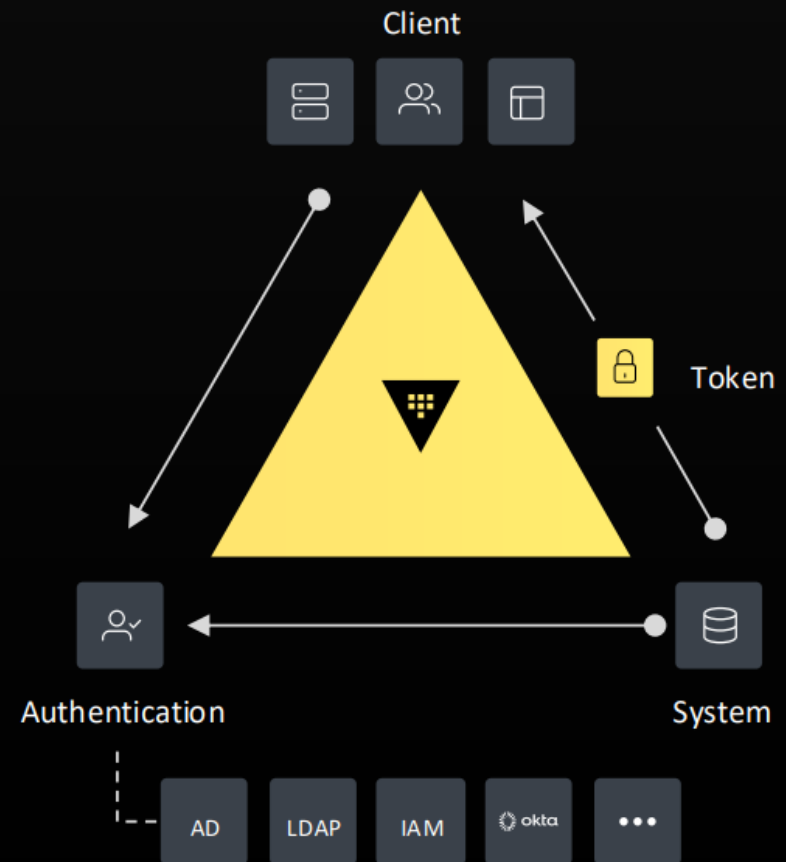 Client
Token
Authentication
System
AD
LDAP
IAM
okta